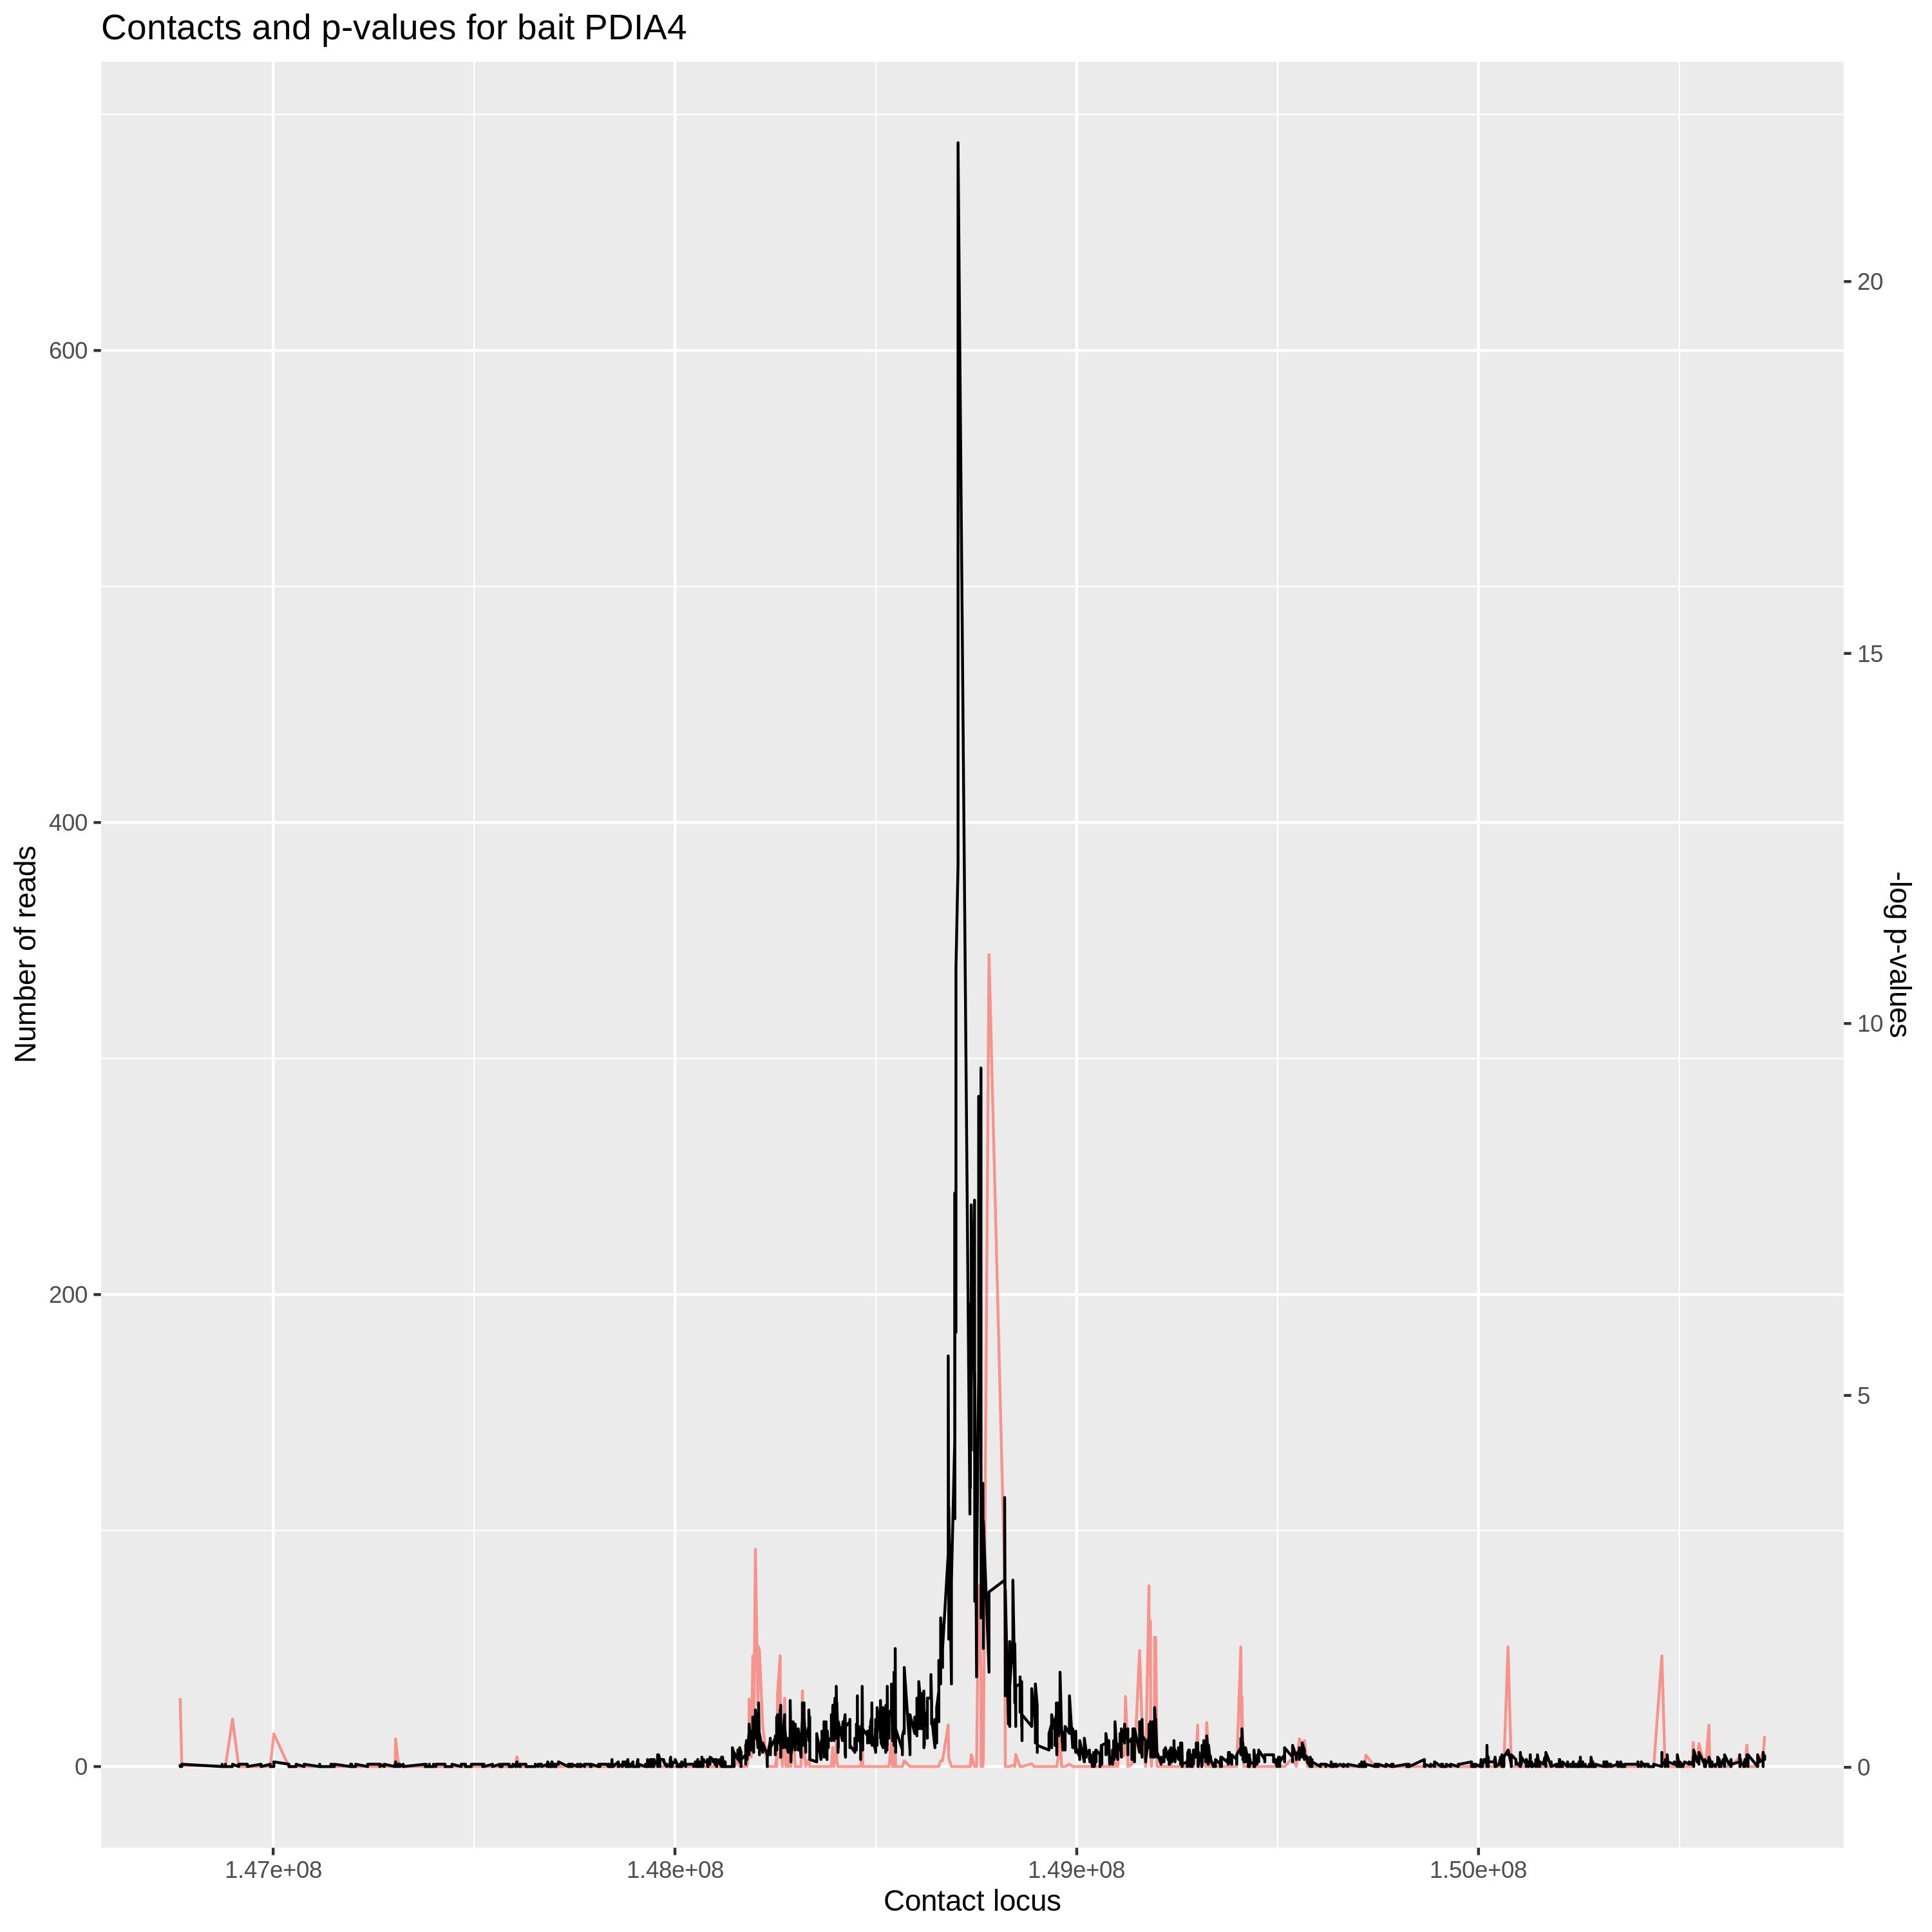 Contacts and p-values for bait PDIA4
Number of reads
600
400
200
0
20
15
10
5
0
-log p-values
1.47e+08
1.48e+08
1.49e+08
1.50e+08
Contact locus